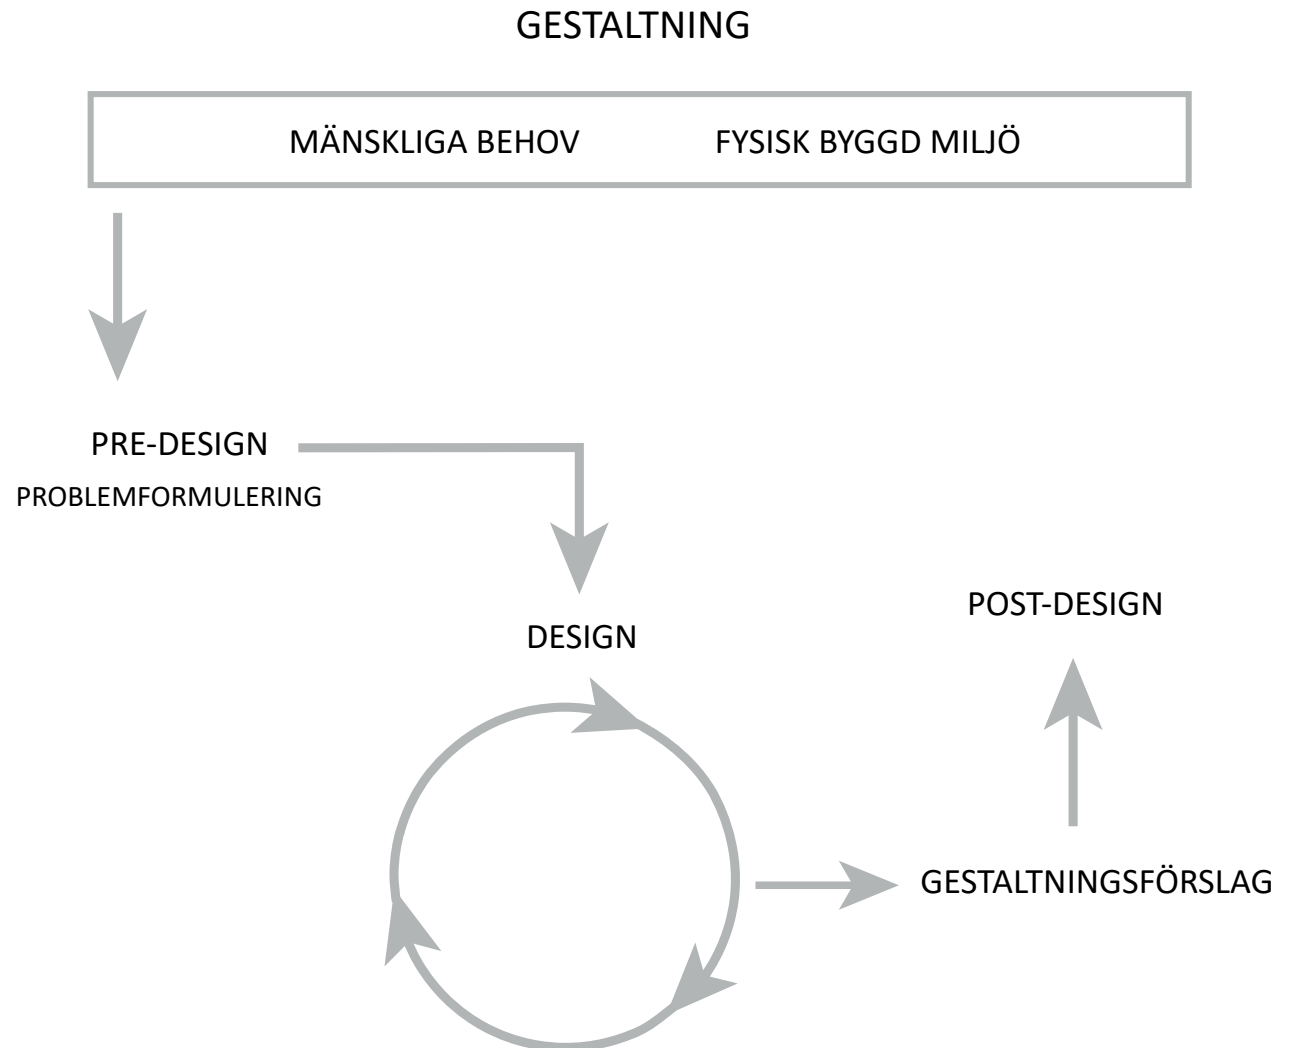 GESTALTNING
MÄNSKLIGA BEHOV FYSISK BYGGD MILJÖ
PRE-DESIGN
PROBLEMFORMULERING
DESIGN
POST-DESIGN
GESTALTNINGSFÖRSLAG